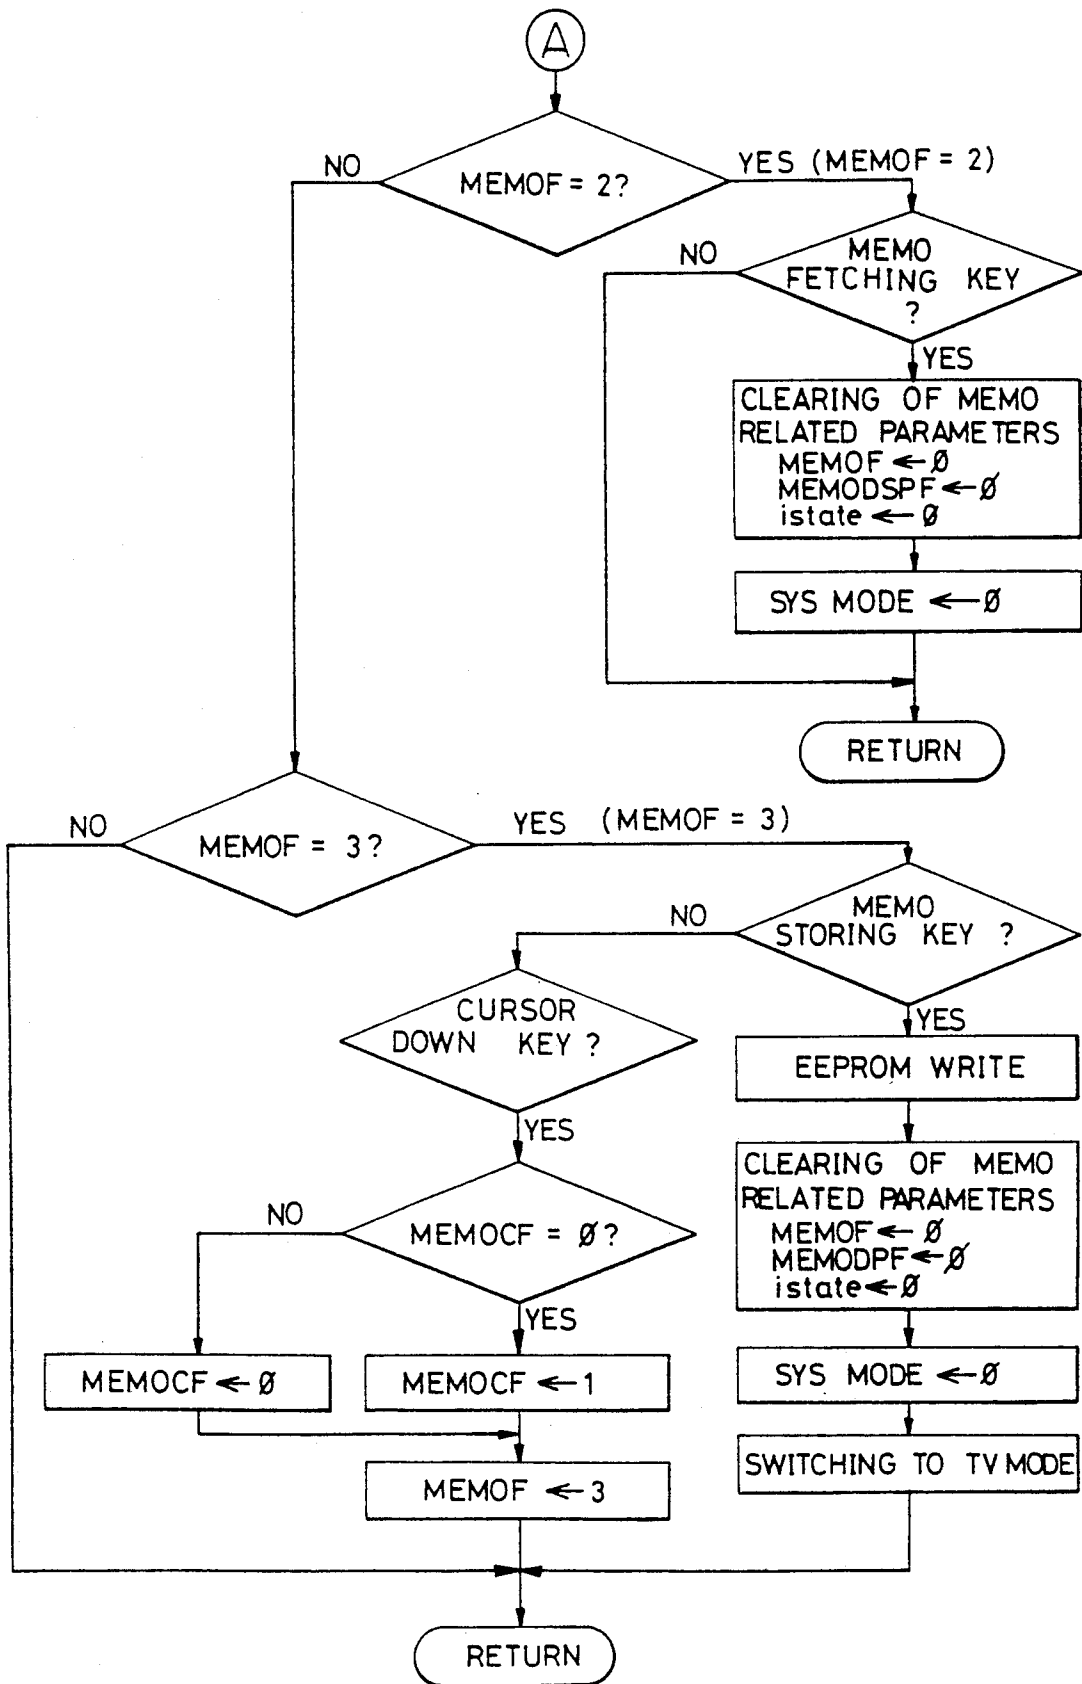 A
NO
MEMOF = 2?
YES (MEMOF = 2)
NO
MEMO
FETCHING KEY
?
YES
CLEARING OF MEMO
RELATED PARAMETERS
MEMOF ← Ø
MEMODSPF ← Ø
istate ← Ø
SYS MODE ← Ø
RETURN
NO
MEMOF = 3?
YES (MEMOF = 3)
NO
MEMO
STORING KEY ?
YES
CURSOR
DOWN KEY ?
YES
EEPROM WRITE
CLEARING OF MEMO
RELATED PARAMETERS
MEMOF ← Ø
MEMODPF ← Ø
istate ← Ø
NO
MEMOCF = Ø?
YES
MEMOCF ← Ø
MEMOCF ← 1
SYS MODE ← Ø
MEMOF ← 3
SWITCHING TO TV MODE
RETURN